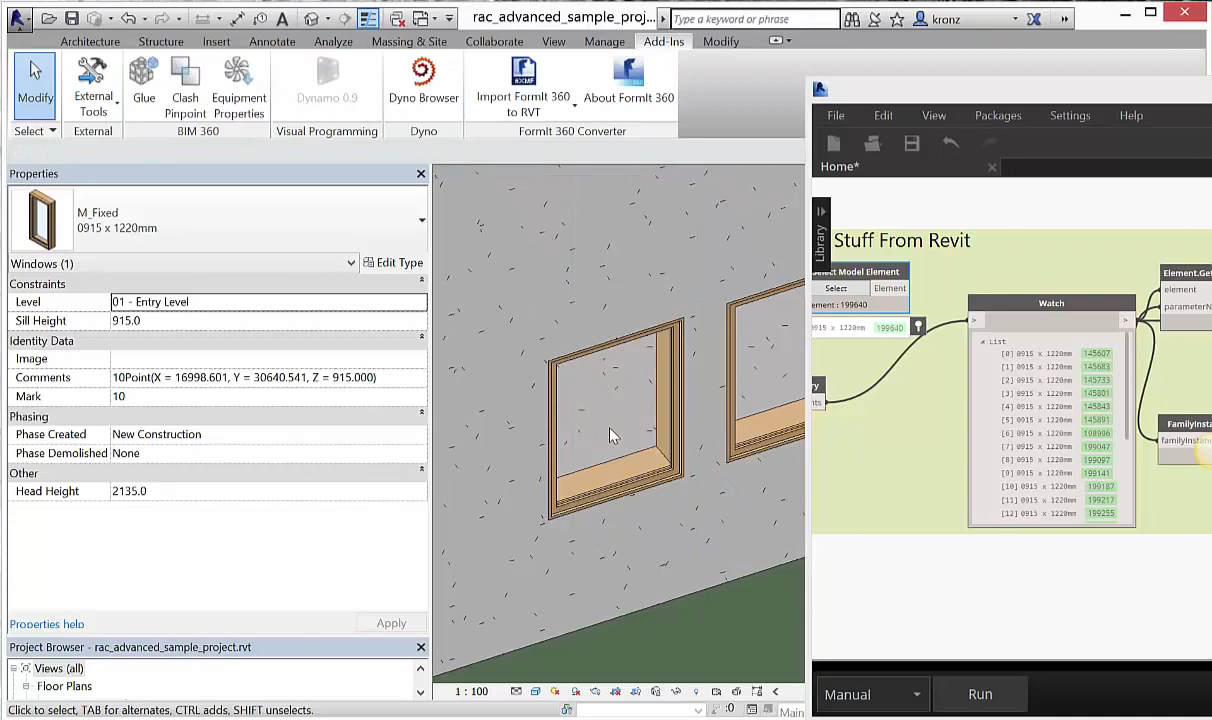 rac_advanced_sample_proj...
Type a keyword or phrase
kronz
Architecture Structure Insert Annotate Analyze Massing & Site Collaborate View Manage Add-Ins Modify
Modify
External Tools
Glue
Clash Pinpoint
Equipment Properties
Dynamo 0.9
Dyno Browser
Import FormIt 360 to RVT
About FormIt 360
Select External BIM 360 Visual Programming Dyno FormIt 360 Converter
Properties
M_Fixed
0915 x 1220mm
Windows (1) Edit Type
Constraints
Level 01 - Entry Level
Sill Height 915.0
Identity Data
Image
Comments 10Point(X = 16998.601, Y = 30640.541, Z = 915.000)
Mark 10
Phasing
Phase Created New Construction
Phase Demolished None
Other
Head Height 2135.0
Properties help Apply
Project Browser - rac_advanced_sample_project.rvt
Views (all)
Floor Plans
1 : 100
Click to select, TAB for alternates, CTRL adds, SHIFT unselects.
:0
Main
File Edit View Packages Settings Help
Home*
Library
Stuff From Revit
Select Model Element
Select Element
ement : 199640
0915 x 1220mm 199640
ry
nts
Watch
> >
List
[0] 0915 x 1220mm 145607
[1] 0915 x 1220mm 145683
[2] 0915 x 1220mm 145733
[3] 0915 x 1220mm 145801
[4] 0915 x 1220mm 145843
[5] 0915 x 1220mm 145891
[6] 0915 x 1220mm 198996
[7] 0915 x 1220mm 199047
[8] 0915 x 1220mm 199097
[9] 0915 x 1220mm 199141
[10] 0915 x 1220mm 199187
[11] 0915 x 1220mm 199217
[12] 0915 x 1220mm 199255
Element.Get
element
parameterN
FamilyInsta
familyInstan
Manual Run